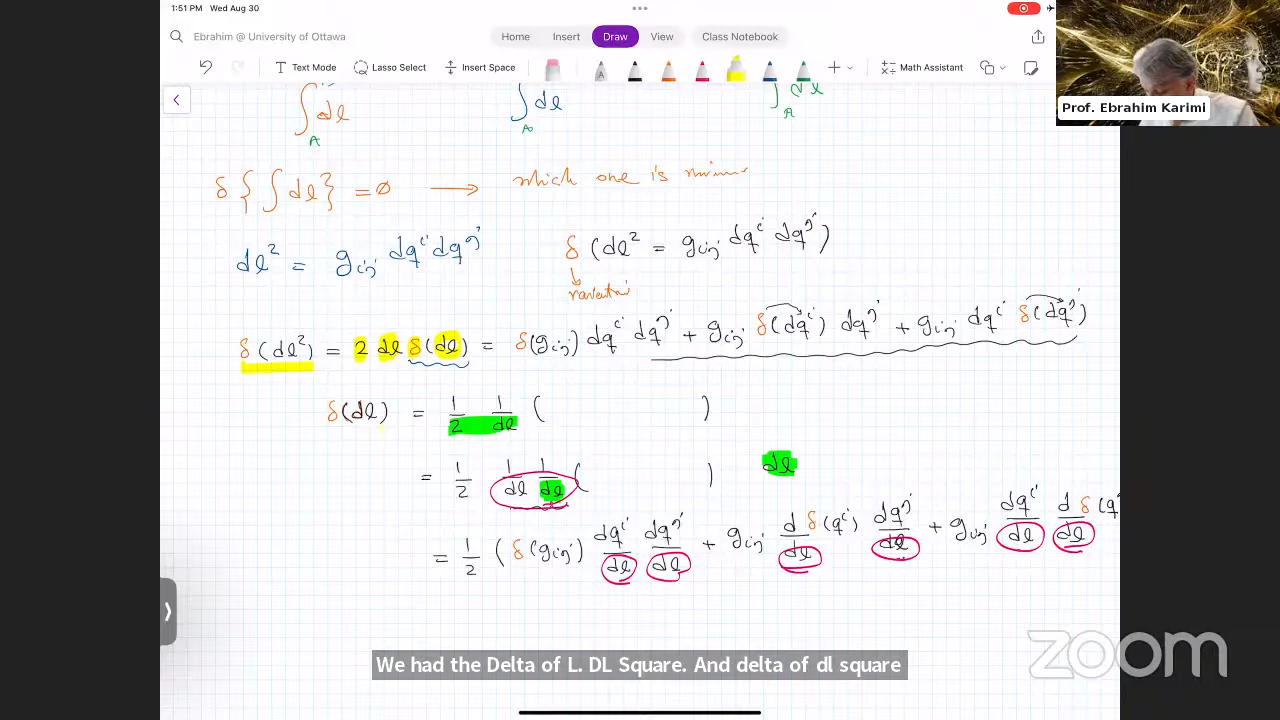 1:51 PM Wed Aug 30
Ebrahim @ University of Ottawa Home Insert Draw View Class Notebook
Text Mode Lasso Select Insert Space Math Assistant
Prof. Ebrahim Karimi
∫ dl ∫ dl ∫ dl
A A A
δ { ∫ dl } = ∅ → which one is
dl² = g_ij dq^i dq^j δ (dl² = g_ij dq^i dq^j)
δ(dl²) = 2 dl δ(dl) = δ(g_ij) dq^i dq^j + g_ij δ(dq^i) dq^j + g_ij dq^i δ(dq^j)
δ(dl) = 1/2 1/dl ( )
= 1/2 1/dl 1/dl ( ) dl
= 1/2 ( δ(g_ij) dq^i/dl dq^j/dl + g_ij d/dl δ(q^i) dq^j/dl + g_ij dq^i/dl d/dl δ(q^j
We had the Delta of L. DL Square. And delta of dl square
zoom